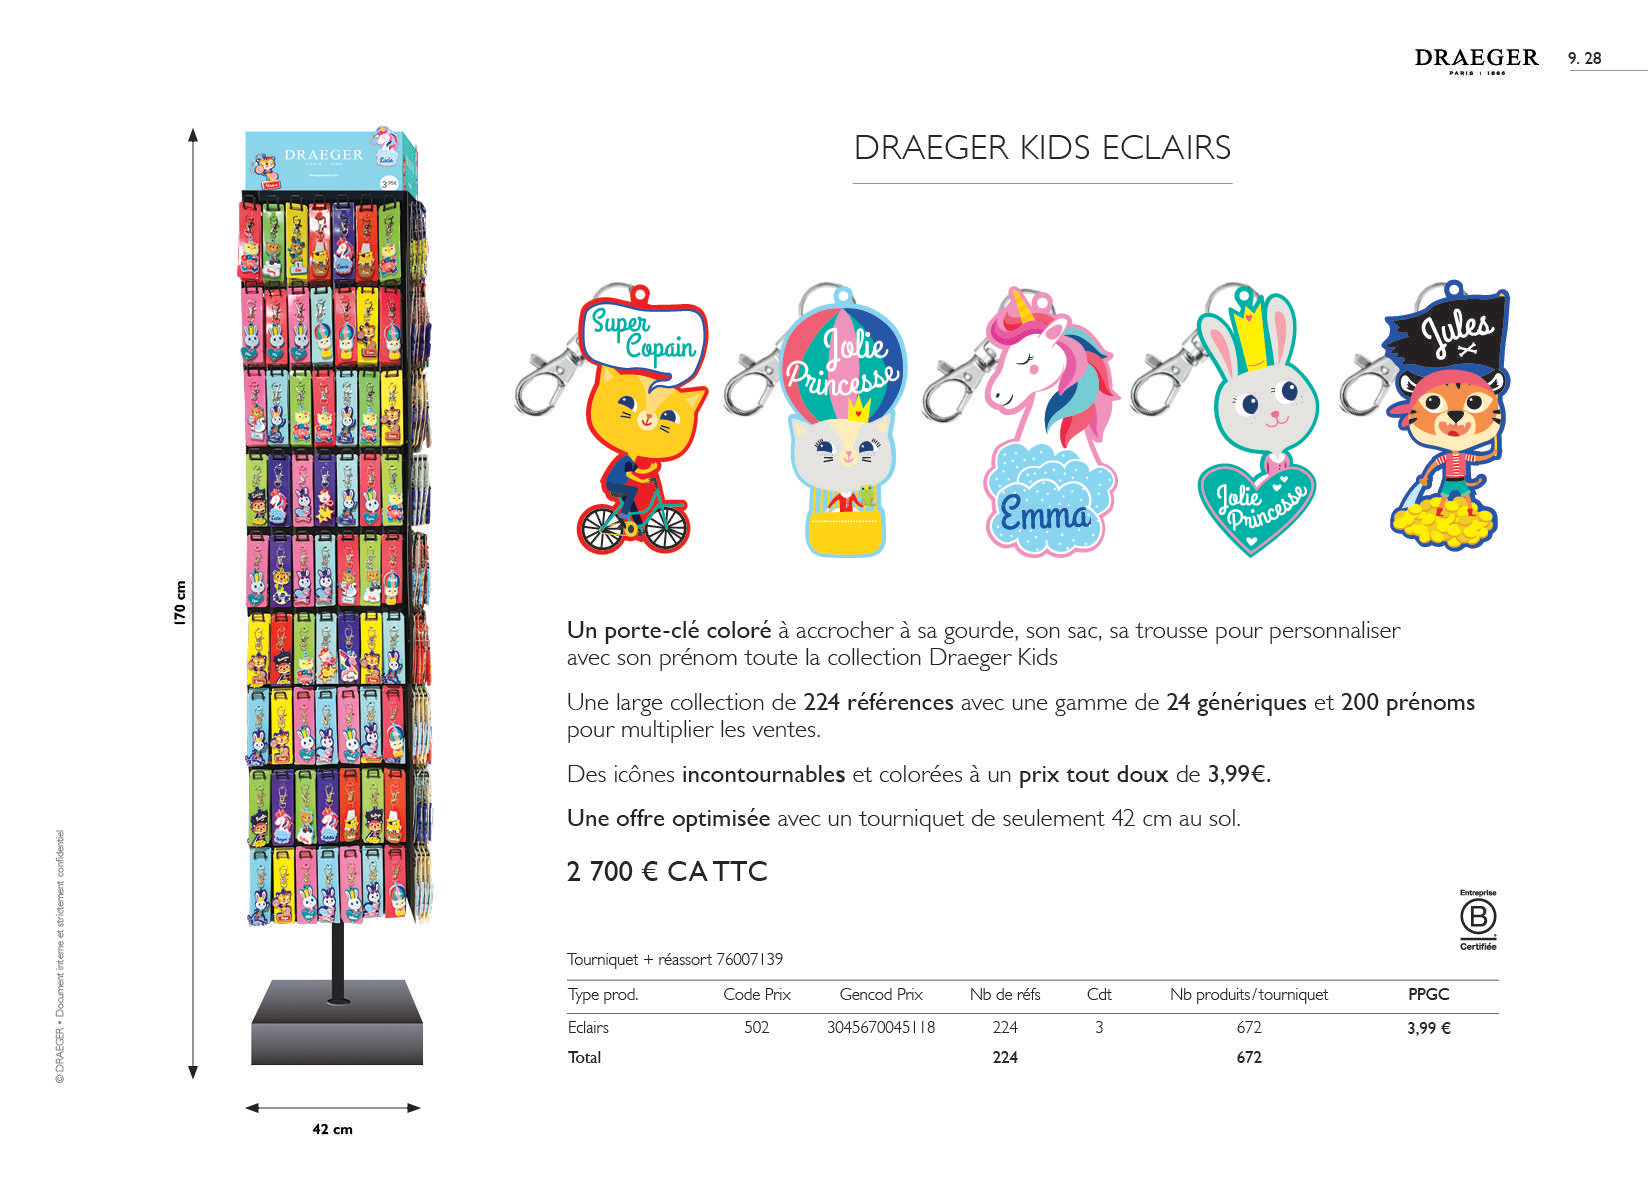 DRAEGER
PARIS | 1886
9. 28
DRAEGER KIDS ECLAIRS
DRAEGER
170 cm
42 cm
Super
Copain
Jolie
Princesse
Emma
Jolie
Princesse
Jules
Un porte-clé coloré à accrocher à sa gourde, son sac, sa trousse pour personnaliser
avec son prénom toute la collection Draeger Kids
Une large collection de 224 références avec une gamme de 24 génériques et 200 prénoms
pour multiplier les ventes.
Des icônes incontournables et colorées à un prix tout doux de 3,99€.
Une offre optimisée avec un tourniquet de seulement 42 cm au sol.
2 700 € CA TTC
Entreprise
B
Certifiée
Tourniquet + réassort 76007139
Type prod. Code Prix Gencod Prix Nb de réfs Cdt Nb produits/tourniquet PPGC
Eclairs 502 3045670045118 224 3 672 3,99 €
Total 224 672
© DRAEGER • Document interne et strictement confidentiel